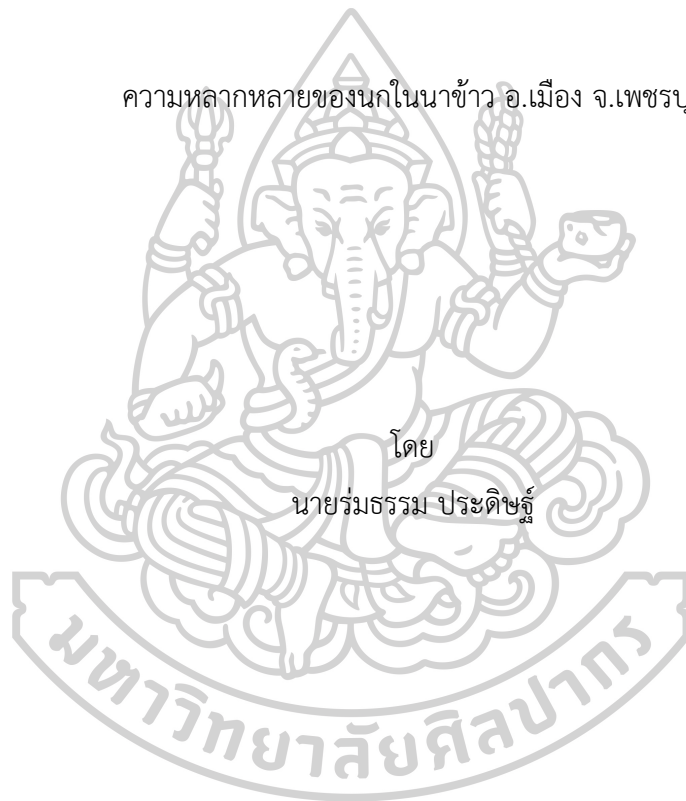 ความหลากหลายของนกในนาข้าว อ.เมือง จ.เพชรบุ
โดย
นายร่มธรรม ประดิษฐ์
มหาวิทยาลัยศิลปากร